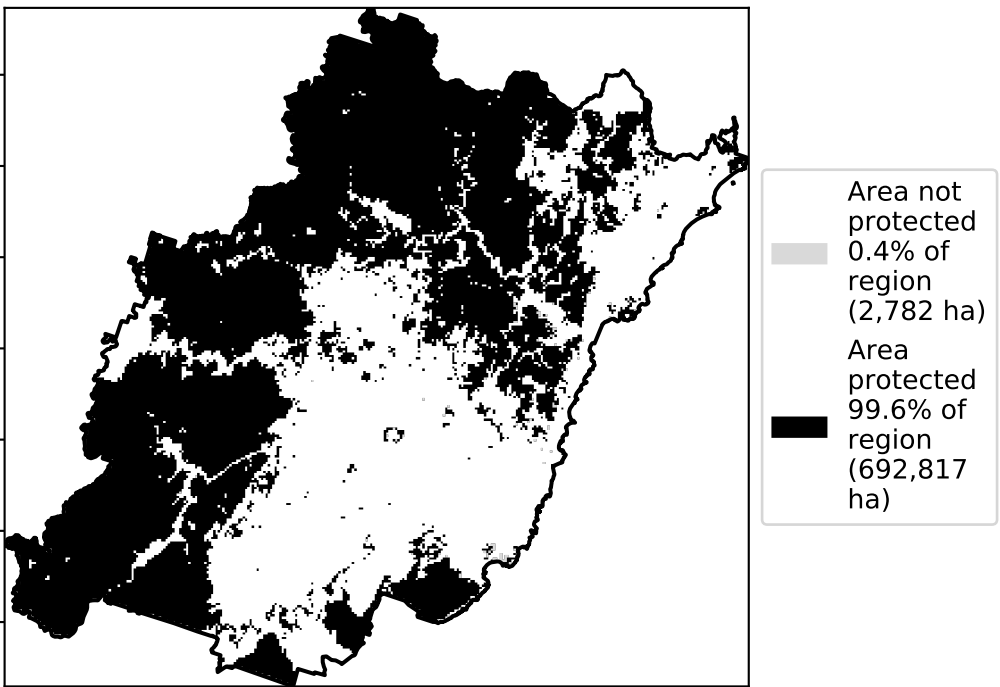 Area not
protected
0.4% of
region
(2,782 ha)
Area
protected
99.6% of
region
(692,817
ha)